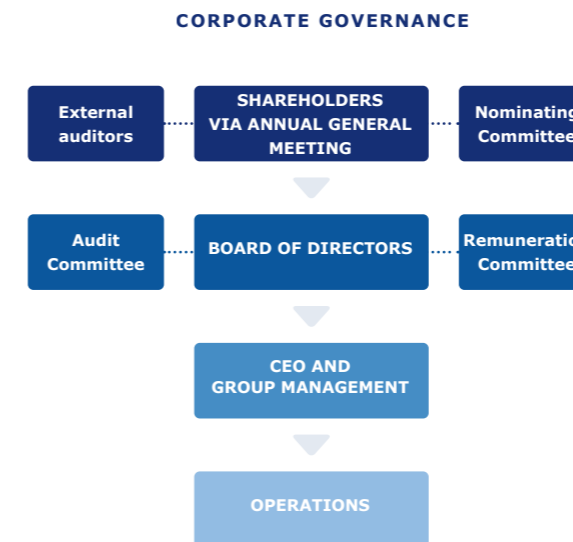 CORPORATE GOVERNANCE
External
auditors
SHAREHOLDERS
VIA ANNUAL GENERAL
MEETING
Nominating
Committee
Audit
Committee
BOARD OF DIRECTORS
Remuneratio
Committee
CEO AND
GROUP MANAGEMENT
OPERATIONS